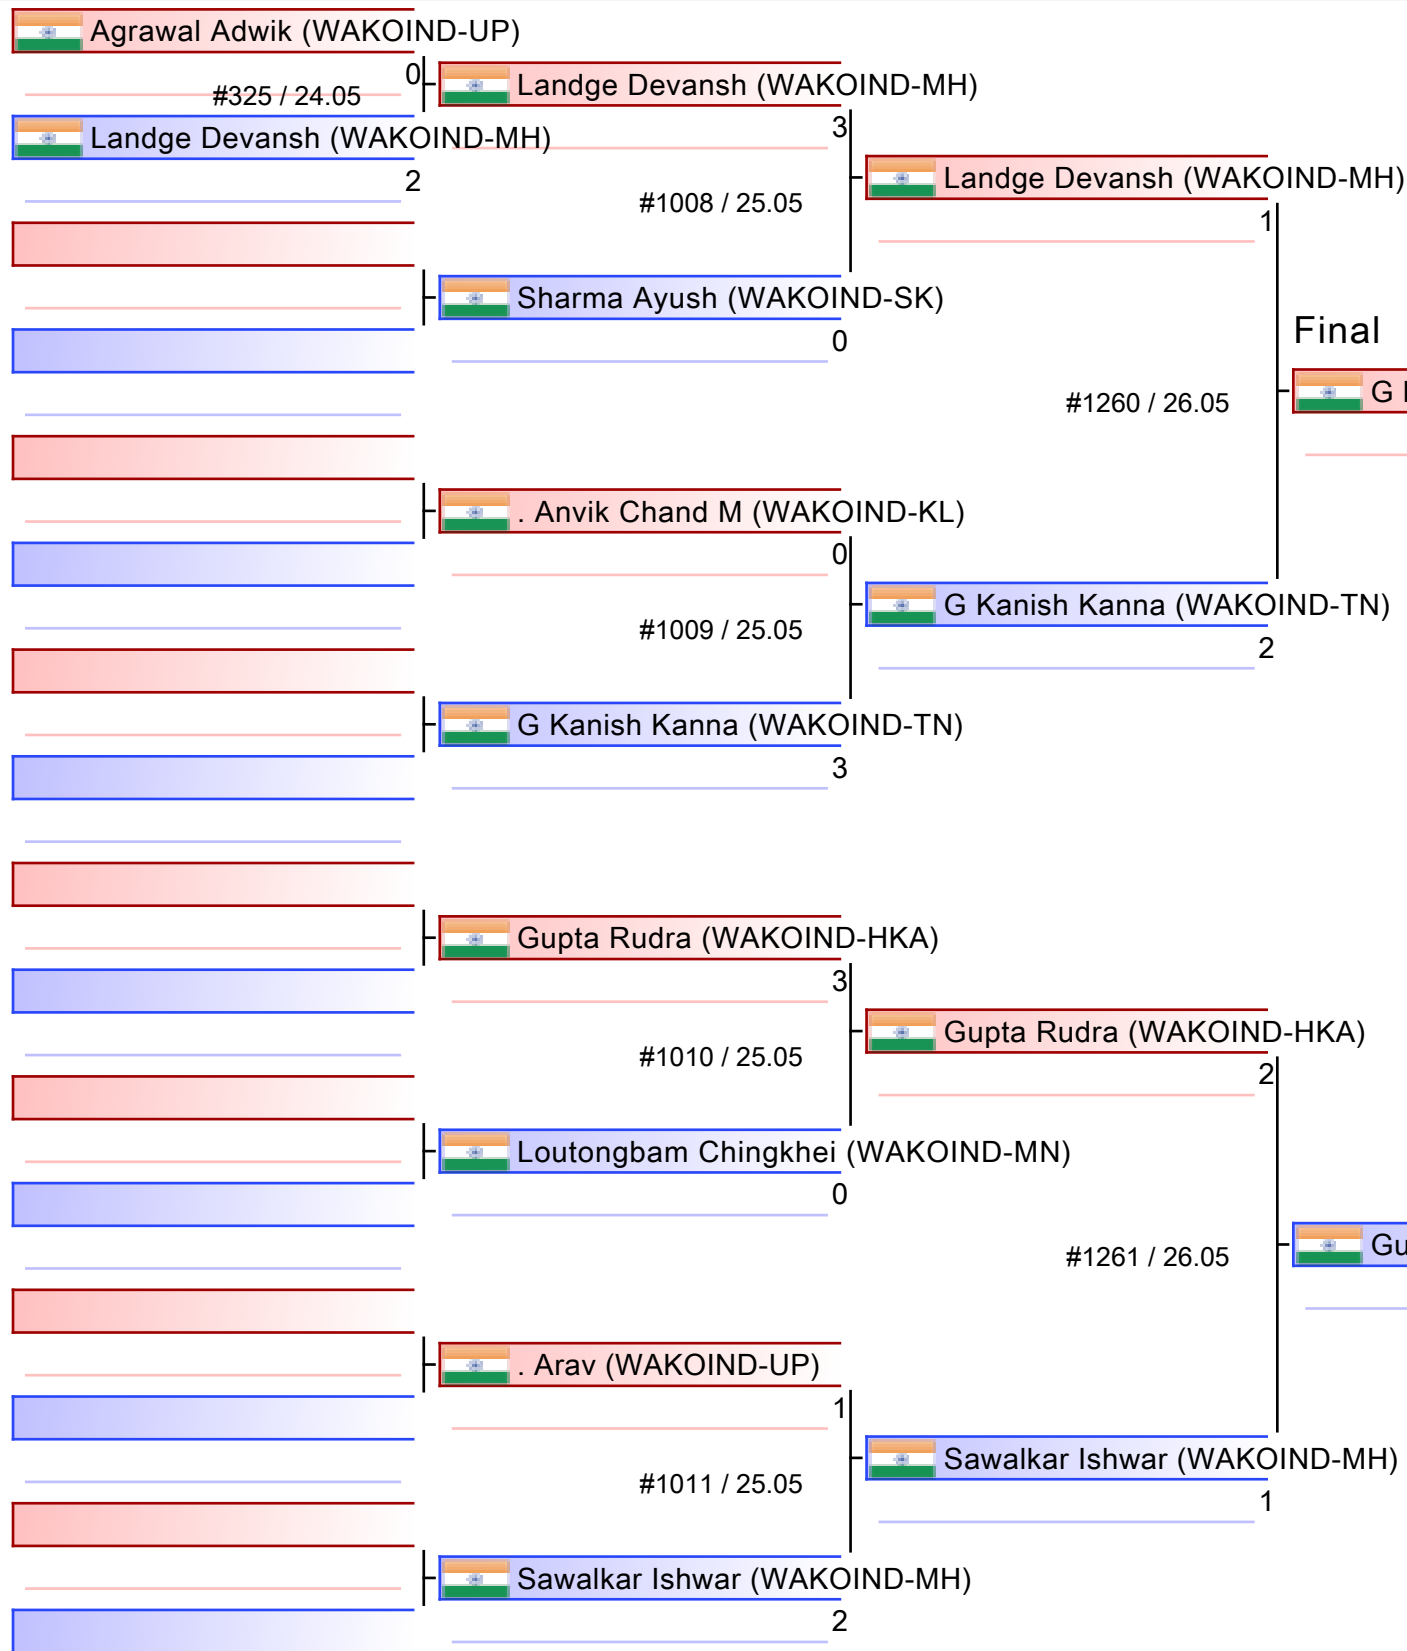 Agrawal Adwik (WAKOIND-UP)
0
#325 / 24.05
Landge Devansh (WAKOIND-MH)
2
Landge Devansh (WAKOIND-MH)
3
#1008 / 25.05
Sharma Ayush (WAKOIND-SK)
0
. Anvik Chand M (WAKOIND-KL)
0
#1009 / 25.05
G Kanish Kanna (WAKOIND-TN)
3
Gupta Rudra (WAKOIND-HKA)
3
#1010 / 25.05
Loutongbam Chingkhei (WAKOIND-MN)
0
. Arav (WAKOIND-UP)
1
#1011 / 25.05
Sawalkar Ishwar (WAKOIND-MH)
2
Landge Devansh (WAKOIND-MH)
1
#1260 / 26.05
G Kanish Kanna (WAKOIND-TN)
2
Gupta Rudra (WAKOIND-HKA)
2
#1261 / 26.05
Sawalkar Ishwar (WAKOIND-MH)
1
Final
G
Gu